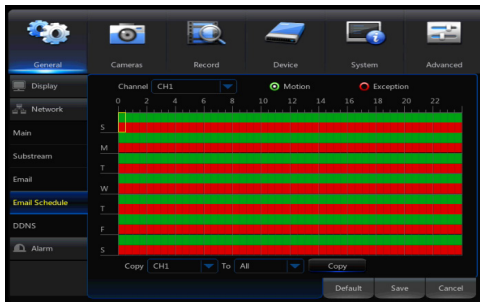 General Cameras Record Device System Advanced
Display Channel CH1 Motion Exception
0 2 4 6 8 10 12 14 16 18 20 22
Network
S
Main
M
Substream
T
Email
W
Email Schedule
T
DDNS
F
Alarm
S
Copy CH1 To All Copy
Default Save Cancel